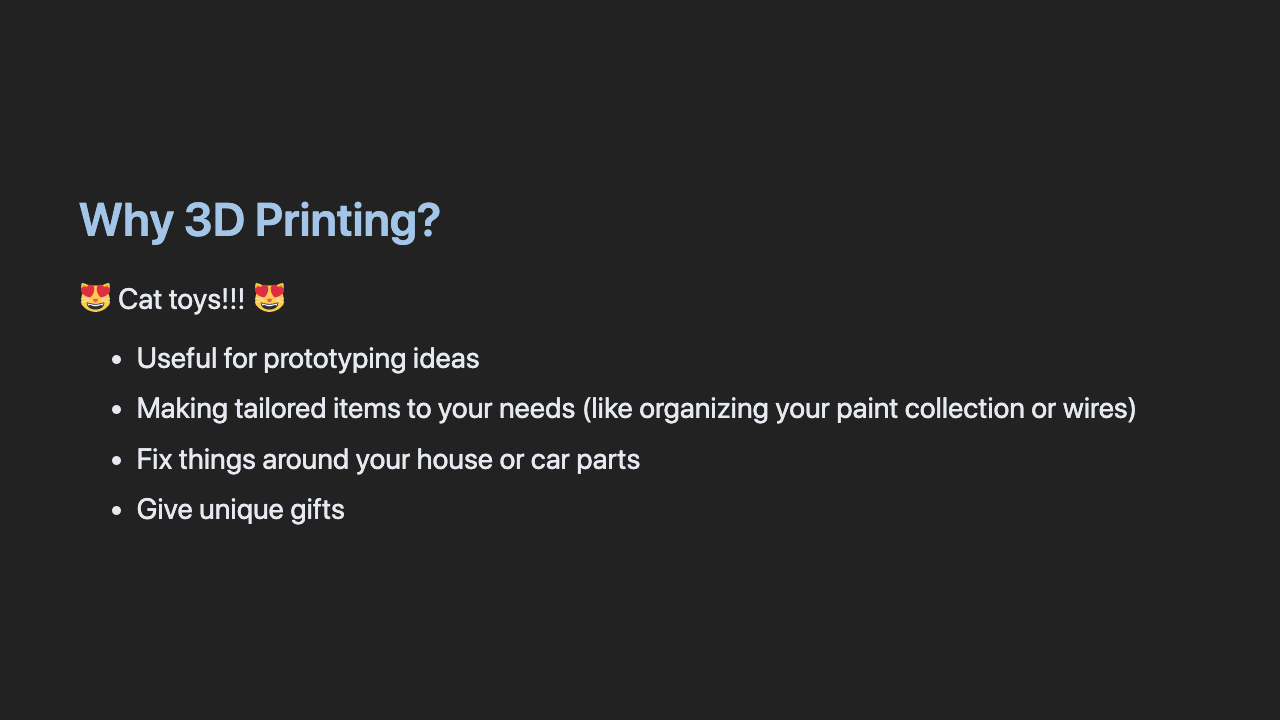 Why 3D Printing?
😻 Cat toys!!! 😻
• Useful for prototyping ideas
• Making tailored items to your needs (like organizing your paint collection or wires)
• Fix things around your house or car parts
• Give unique gifts